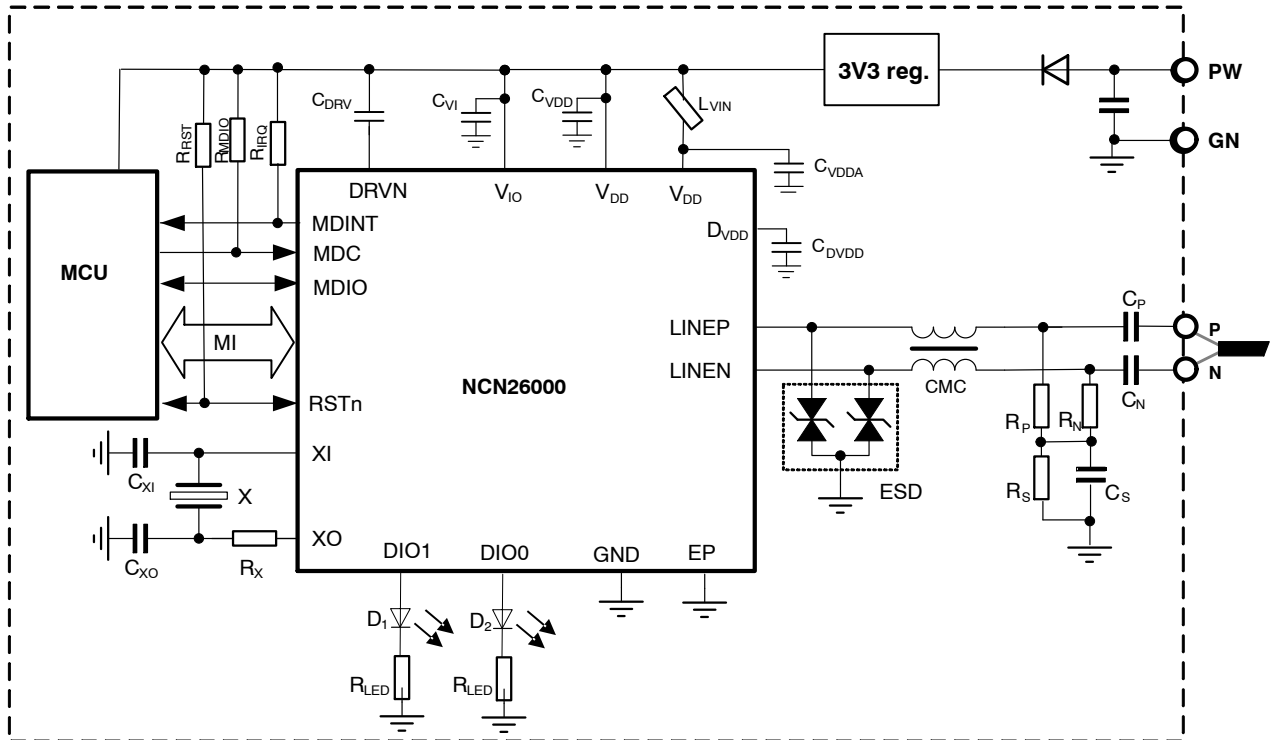 3V3 reg.
PW
GN
CDRV
CVI
CVDD
LVIN
RRST
RMDIO
RIRQ
CVDDA
DRVN
VIO
VDD
VDD
MCU
MDINT
MDC
MDIO
MI
RSTn
DVDD
CDVDD
NCN26000
LINEP
LINEN
CMC
CP
P
CN
N
RP
RN
RS
CS
ESD
XI
CXI
X
XO
CXO
RX
DIO1
DIO0
GND
EP
D1
D2
RLED
RLED